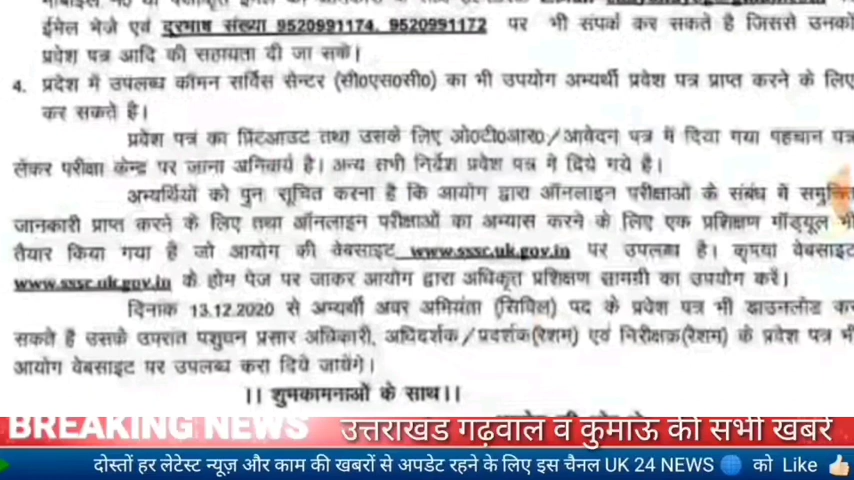 ईमेल भेजे एवं दूरभाष संख्या 9520991174, 9520991172 पर भी संपर्क कर सकते है जिससे उनको
प्रवेश पत्र आदि की सहायता दी जा सके।
4. प्रदेश में उपलब्ध कॉमन सर्विस सेन्टर (सी0एस0सी0) का भी उपयोग अभ्यर्थी प्रवेश पत्र प्राप्त करने के लिए
कर सकते है।
प्रवेश पत्र का प्रिंटआउट तथा उसके लिए ओ0टी0आर0/आवेदन पत्र में दिया गया पहचान पत्र
लेकर परीक्षा केन्द्र पर जाना अनिवार्य है। अन्य सभी निर्देश प्रवेश पत्र मे दिये गये है।
अभ्यर्थियों को पुन सूचित करना है कि आयोग द्वारा ऑनलाइन परीक्षाओं के संबंध में समुचित
जानकारी प्राप्त करने के लिए तथा ऑनलाइन परीक्षाओं का अभ्यास करने के लिए एक प्रशिक्षण मॉड्यूल भी
तैयार किया गया है जो आयोग की वेबसाइट www.sssc.uk.gov.in पर उपलब्ध है। कृपया वेबसाइट
www.sssc.uk.gov.in के होम पेज पर जाकर आयोग द्वारा अधिकृत प्रशिक्षण सामग्री का उपयोग करें।
दिनांक 13.12.2020 से अभ्यर्थी अवर अभियंता (सिविल) पद के प्रवेश पत्र भी डाउनलोड कर
सकते है उसके उपरांत पशुधन प्रसार अधिकारी, अधिदर्शक/प्रदर्शक(रेशम) एवं निरीक्षक(रेशम) के प्रवेश पत्र भी
आयोग वेबसाइट पर उपलब्ध करा दिये जायेंगे।
।। शुभकामनाओं के साथ।।
BREAKING NEWS उत्तराखंड गढ़वाल व कुमाऊ की सभी खबरें
दोस्तों हर लेटेस्ट न्यूज़ और काम की खबरों से अपडेट रहने के लिए इस चैनल UK 24 NEWS 🌐 को Like 👍